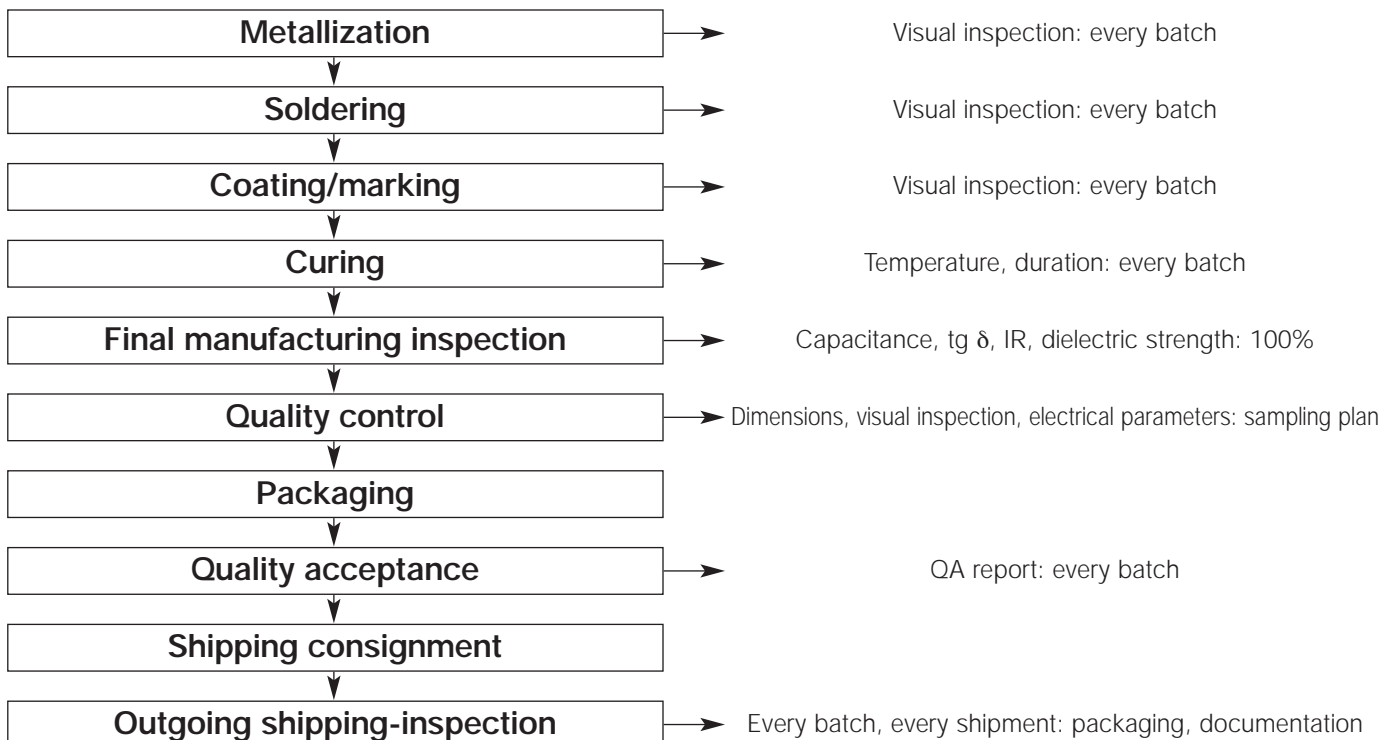 Metallization
Visual inspection: every batch
Soldering
Visual inspection: every batch
Coating/marking
Visual inspection: every batch
Curing
Temperature, duration: every batch
Final manufacturing inspection
Capacitance, tg δ, IR, dielectric strength: 100%
Quality control
Dimensions, visual inspection, electrical parameters: sampling plan
Packaging
Quality acceptance
QA report: every batch
Shipping consignment
Outgoing shipping-inspection
Every batch, every shipment: packaging, documentation